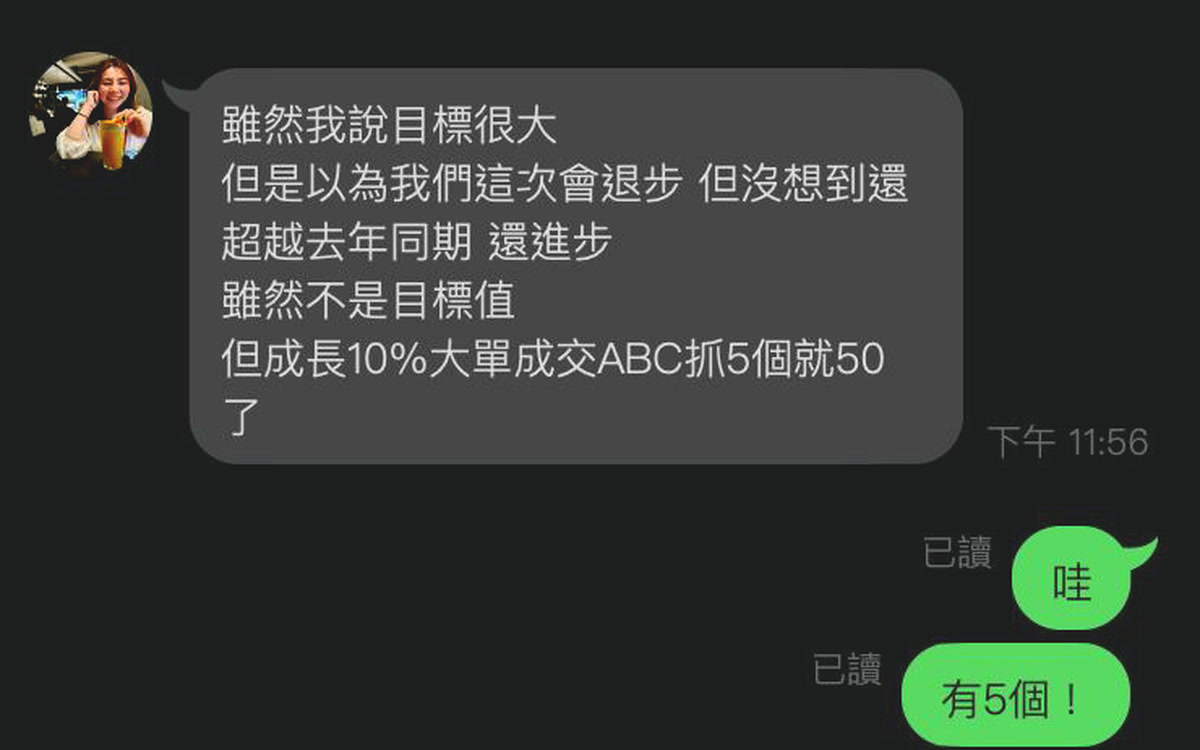 雖然我說目標很大
但是以為我們這次會退步 但沒想到還
超越去年同期 還進步
雖然不是目標值
但成長10%大單成交ABC抓5個就50
了
下午 11:56
已讀
哇
已讀
有5個！